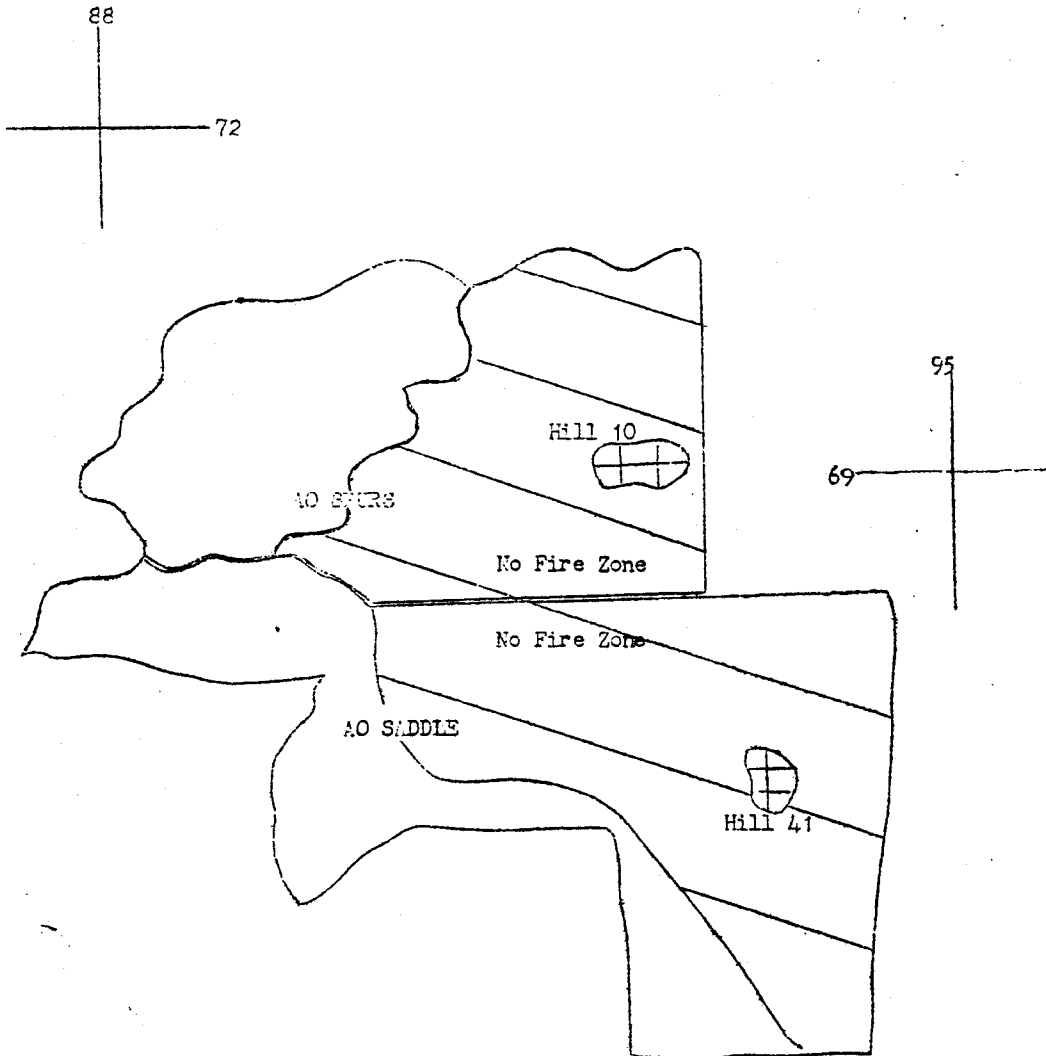 88
72
95
Hill 10
69
AO
No Fire Zone
No Fire Zone
AO SADDLE
Hill 41